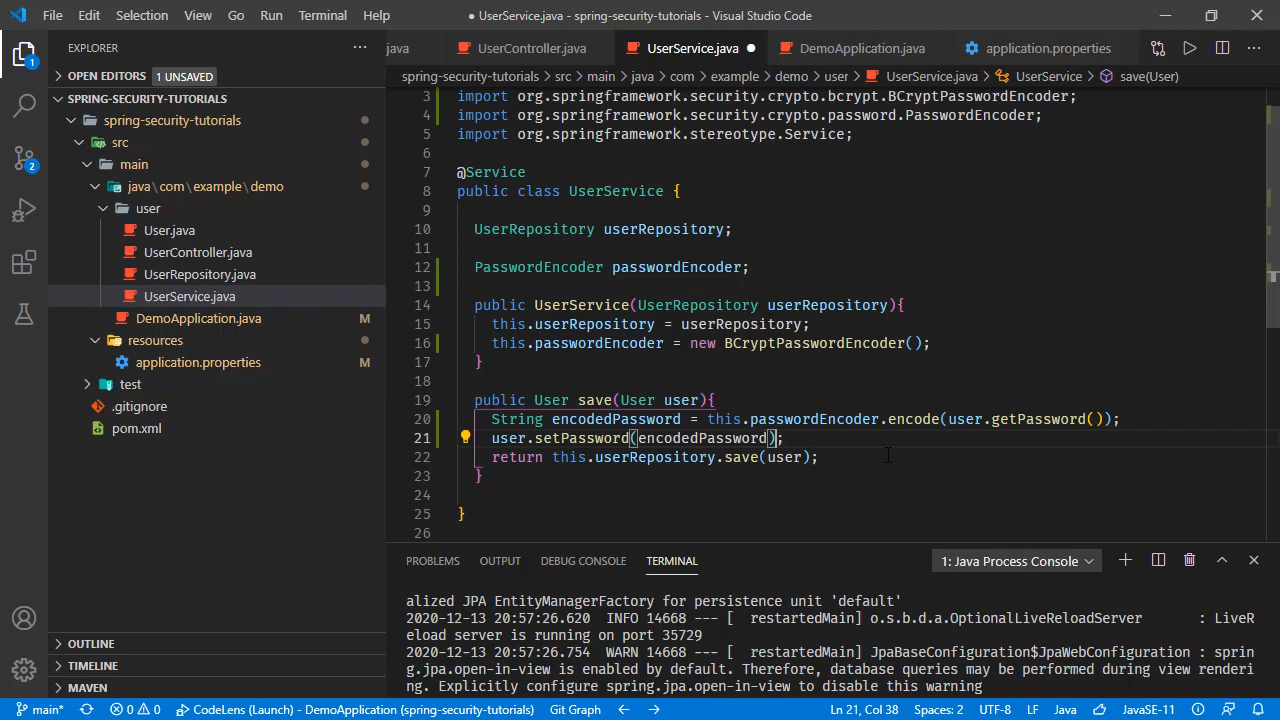 File Edit Selection View Go Run Terminal Help ● UserService.java - spring-security-tutorials - Visual Studio Code
EXPLORER ···
OPEN EDITORS 1 UNSAVED
SPRING-SECURITY-TUTORIALS
spring-security-tutorials
src
main
java\com\example\demo
user
User.java
UserController.java
UserRepository.java
UserService.java
DemoApplication.java M
resources
application.properties M
test
.gitignore
pom.xml
OUTLINE
TIMELINE
MAVEN
1
2
java UserController.java UserService.java ● DemoApplication.java application.properties ···
spring-security-tutorials > src > main > java > com > example > demo > user > UserService.java > UserService > save(User)
3 import org.springframework.security.crypto.bcrypt.BCryptPasswordEncoder;
4 import org.springframework.security.crypto.password.PasswordEncoder;
5 import org.springframework.stereotype.Service;
6
7 @Service
8 public class UserService {
9
10 UserRepository userRepository;
11
12 PasswordEncoder passwordEncoder;
13
14 public UserService(UserRepository userRepository){
15 this.userRepository = userRepository;
16 this.passwordEncoder = new BCryptPasswordEncoder();
17 }
18
19 public User save(User user){
20 String encodedPassword = this.passwordEncoder.encode(user.getPassword());
21 user.setPassword(encodedPassword);
22 return this.userRepository.save(user);
23 }
24
25 }
26
PROBLEMS OUTPUT DEBUG CONSOLE TERMINAL 1: Java Process Console
alized JPA EntityManagerFactory for persistence unit 'default'
2020-12-13 20:57:26.620 INFO 14668 --- [ restartedMain] o.s.b.d.a.OptionalLiveReloadServer : LiveR
eload server is running on port 35729
2020-12-13 20:57:26.754 WARN 14668 --- [ restartedMain] JpaBaseConfiguration$JpaWebConfiguration : sprin
g.jpa.open-in-view is enabled by default. Therefore, database queries may be performed during view renderi
ng. Explicitly configure spring.jpa.open-in-view to disable this warning
main* 0 0 CodeLens (Launch) - DemoApplication (spring-security-tutorials) Git Graph Ln 21, Col 38 Spaces: 2 UTF-8 LF Java JavaSE-11